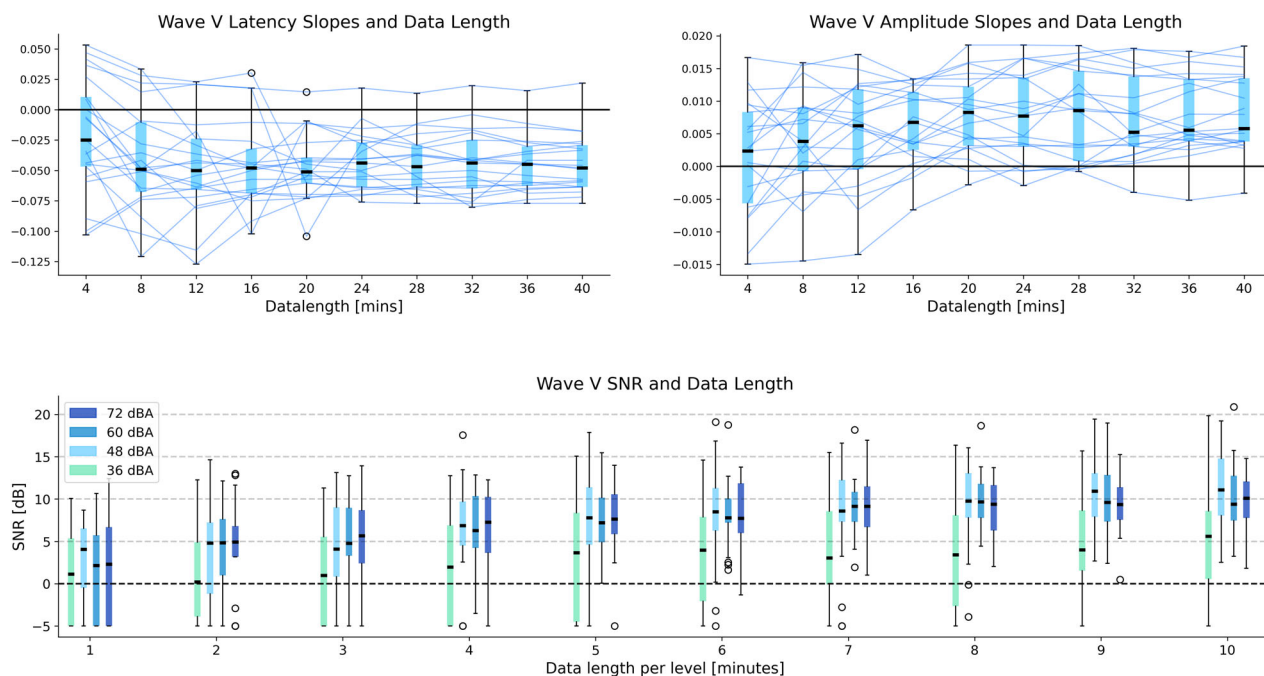 Wave V Latency Slopes and Data Length
0.050
0.025
0.000
−0.025
−0.050
−0.075
−0.100
−0.125
4 8 12 16 20 24 28 32 36 40
Datalength [mins]
Wave V Amplitude Slopes and Data Length
0.020
0.015
0.010
0.005
0.000
−0.005
−0.010
−0.015
4 8 12 16 20 24 28 32 36 40
Datalength [mins]
Wave V SNR and Data Length
72 dBA
60 dBA
48 dBA
36 dBA
SNR [dB]
20
15
10
5
0
−5
1 2 3 4 5 6 7 8 9 10
Data length per level [minutes]